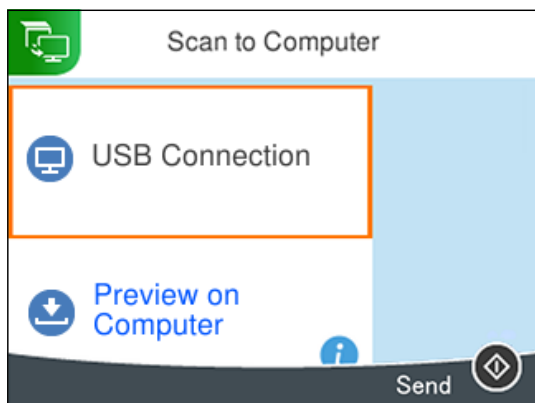 Scan to Computer
USB Connection
Preview on
Computer
i
Send